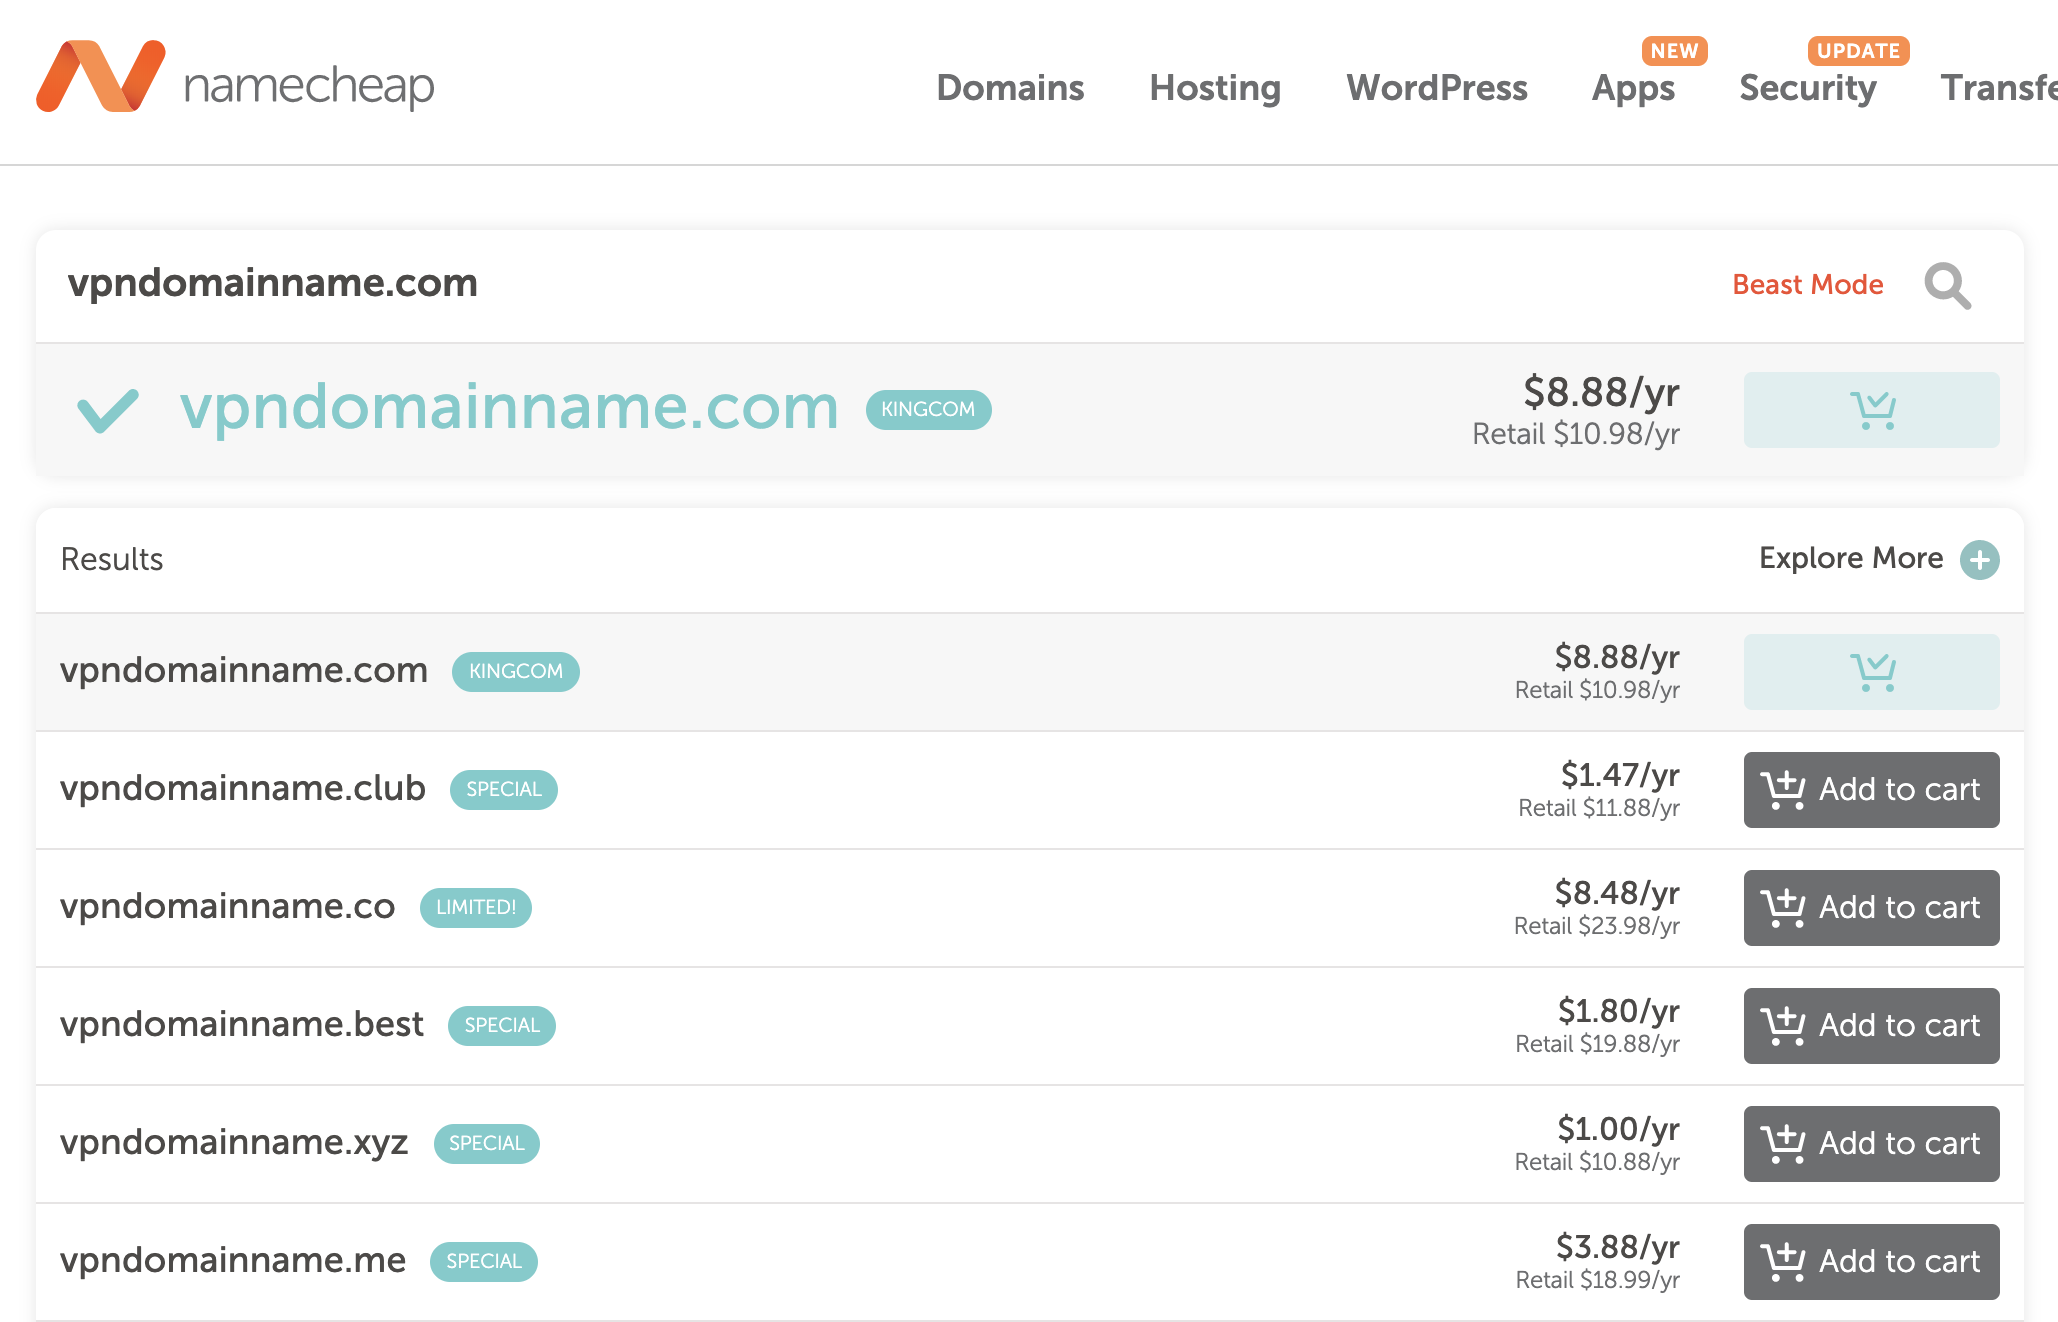 namecheap
Domains Hosting WordPress Apps NEW Security UPDATE Transfe
vpndomainname.com Beast Mode
vpndomainname.com KINGCOM $8.88/yr
Retail $10.98/yr
Results Explore More
vpndomainname.com KINGCOM $8.88/yr
Retail $10.98/yr
vpndomainname.club SPECIAL $1.47/yr Add to cart
Retail $11.88/yr
vpndomainname.co LIMITED! $8.48/yr Add to cart
Retail $23.98/yr
vpndomainname.best SPECIAL $1.80/yr Add to cart
Retail $19.88/yr
vpndomainname.xyz SPECIAL $1.00/yr Add to cart
Retail $10.88/yr
vpndomainname.me SPECIAL $3.88/yr Add to cart
Retail $18.99/yr